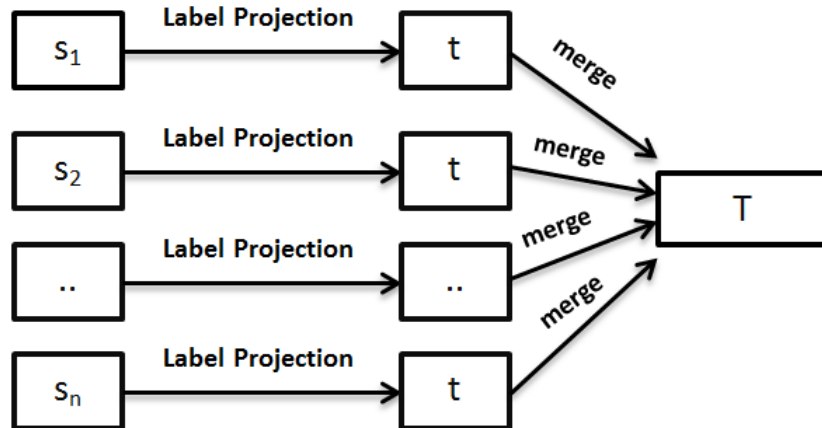 Label Projection
s₁ t
merge
Label Projection
s₂ t
merge
T
Label Projection
.. ..
merge
Label Projection
sₙ t
merge